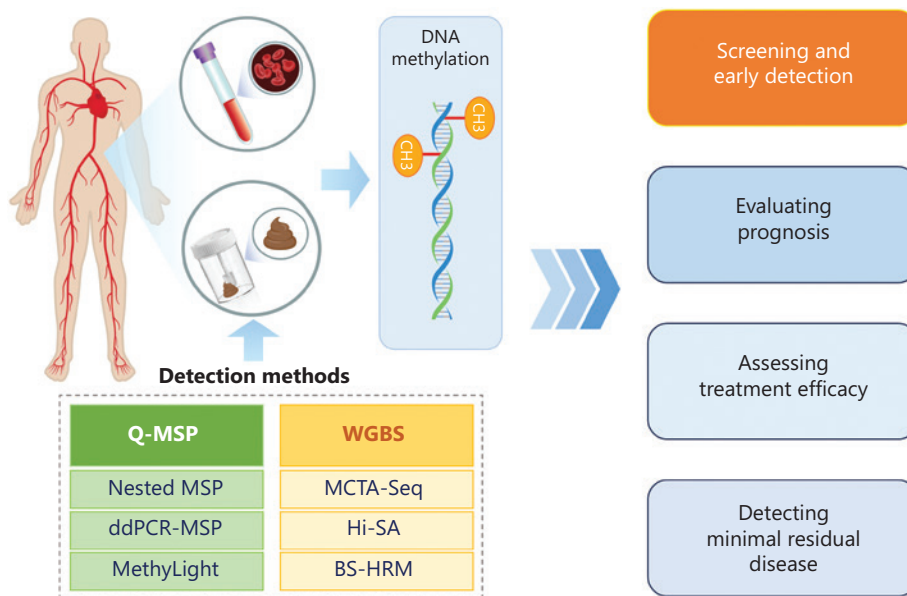 DNA
methylation
CH3
CH3
Detection methods
Q-MSP
Nested MSP
ddPCR-MSP
MethyLight
WGBS
MCTA-Seq
Hi-SA
BS-HRM
Screening and
early detection
Evaluating
prognosis
Assessing
treatment efficacy
Detecting
minimal residual
disease